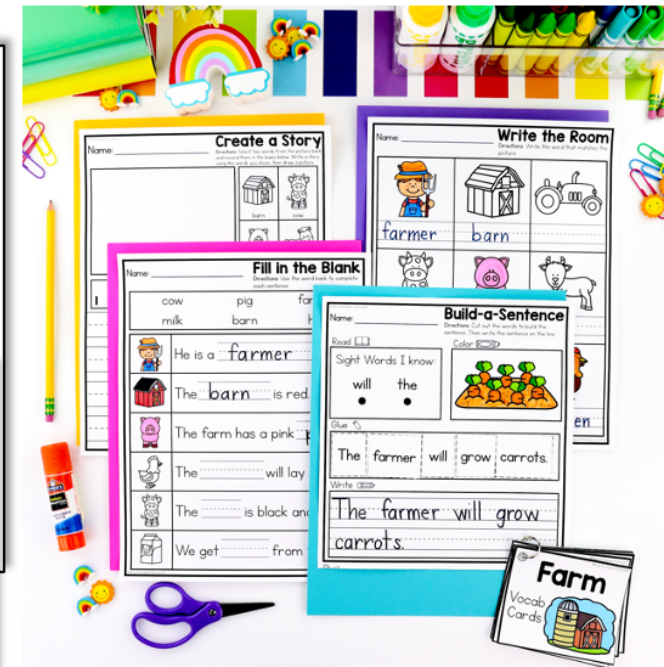 Create a Story
Name:
Directions: Select two words from the picture bank
and record them in the boxes below. Write a story
using the words you chose, then draw a picture.
barn cow
Write the Room
Name:
Directions: Write the word that matches the
picture.
farmer barn
en
Fill in the Blank
Name:
Directions: Use the word bank to complete
each sentence.
cow pig far
milk barn h
He is a farmer
The barn is red.
The farm has a pink p
The will lay
The is black and
We get from
Build-a-Sentence
Name:
Directions: Cut out the words to build the
sentence. Then write the sentence on the line.
Read
Color
Sight Words I know:
will the
Glue
The farmer will grow carrots.
Write
The farmer will grow
carrots.
Farm
Vocab
Cards